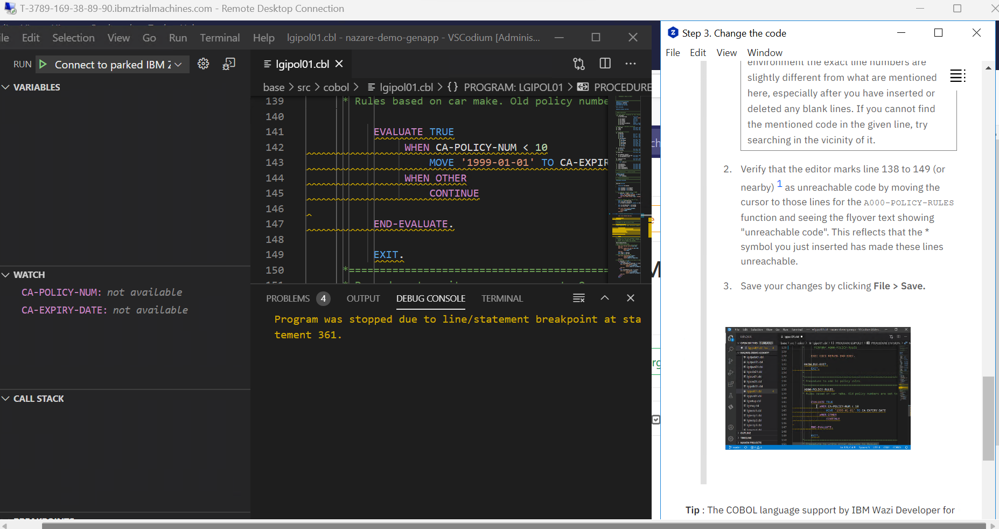 T-3789-169-38-89-90.ibmztrialmachines.com - Remote Desktop Connection
Edit Selection View Go Run Terminal Help lgipol01.cbl - nazare-demo-genapp - VSCodium [Adminis...
RUN Connect to parked IBM Z
VARIABLES
WATCH
CA-POLICY-NUM: not available
CA-EXPIRY-DATE: not available
CALL STACK
BREAKPOINTS
lgipol01.cbl
base > src > cobol > lgipol01.cbl > {} PROGRAM: LGIPOL01 > PROCEDURE
139 * Rules based on car make. Old policy numbe
140
141 EVALUATE TRUE
142 WHEN CA-POLICY-NUM < 10
143 MOVE '1999-01-01' TO CA-EXPIR
144 WHEN OTHER
145 CONTINUE
146
147 END-EVALUATE.
148
149 EXIT.
150 *=========================================
PROBLEMS 4 OUTPUT DEBUG CONSOLE TERMINAL
Program was stopped due to line/statement breakpoint at sta
tement 361.
Step 3. Change the code
File Edit View Window
environment the exact line numbers are
slightly different from what are mentioned
here, especially after you have inserted or
deleted any blank lines. If you cannot find
the mentioned code in the given line, try
searching in the vicinity of it.
2. Verify that the editor marks line 138 to 149 (or
nearby) 1 as unreachable code by moving the
cursor to those lines for the A000-POLICY-RULES
function and seeing the flyover text showing
"unreachable code". This reflects that the *
symbol you just inserted has made these lines
unreachable.
3. Save your changes by clicking File > Save.
Tip : The COBOL language support by IBM Wazi Developer for